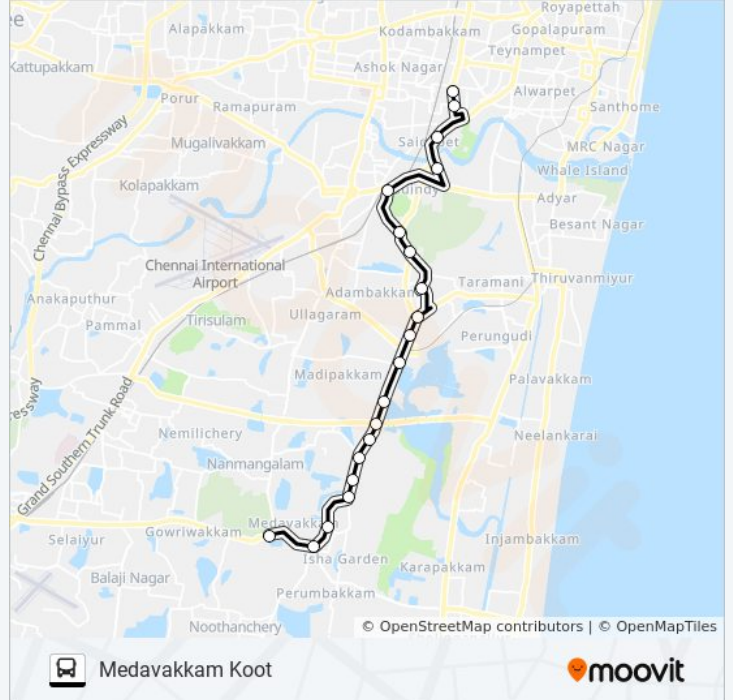 Royapettah
ee
Alapakkam
Kodambakkam
Gopalapuram
Teynampet
Kattupakkam
Ashok Nagar
Porur
Ramapuram
Alwarpet
Santhome
Mugalivakkam
MRC Nagar
Whale Island
Kolapakkam
Adyar
Chennai Bypass Expressway
Besant Nagar
Chennai International
Airport
Taramani
Thiruvanmiyur
Anakaputhur
Ullagaram
Pammal
Tirisulam
Perungudi
Madipakkam
Palavakkam
Grand Southern Trunk Road
Nemilichery
Neelankarai
Nanmangalam
Gowriwakkam
Selaiyur
Injambakkam
Isha Garden
Karapakkam
Balaji Nagar
Perumbakkam
Noothanchery
© OpenStreetMap contributors | © OpenMapTiles
Medavakkam Koot
moovit